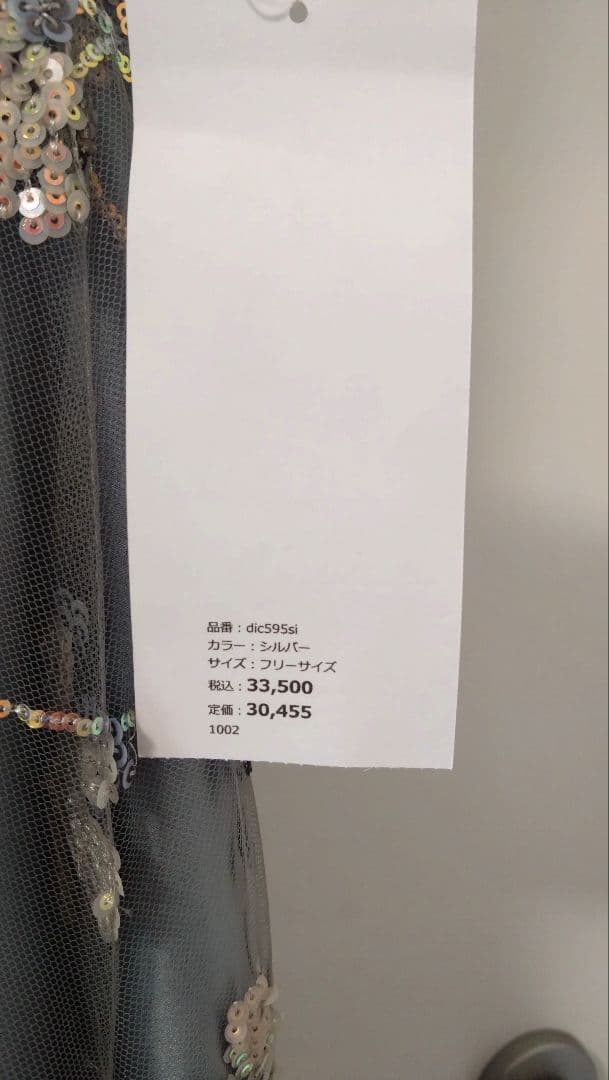 品番：dic595si
カラー：シルバー
サイズ：フリーサイズ
税込：33,500
定価：30,455
1002